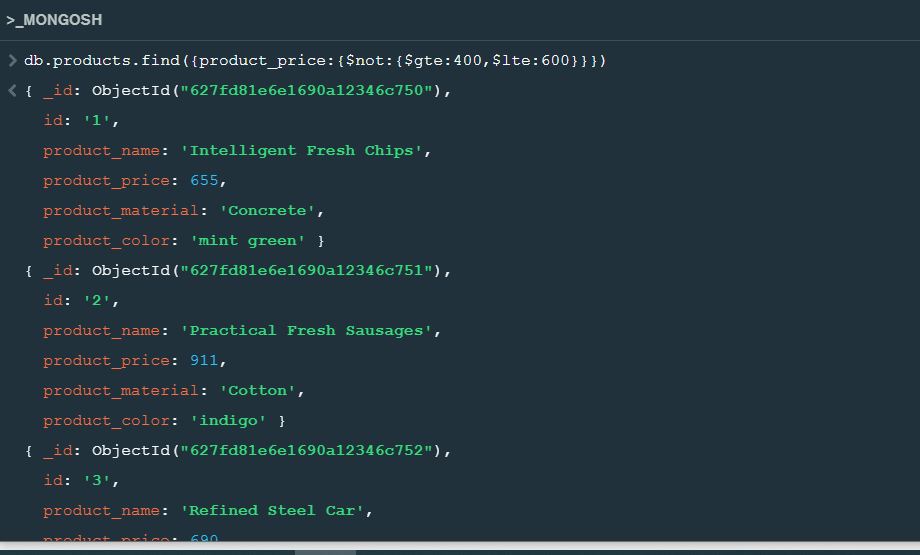 >_MONGOSH
> db.products.find({product_price:{$not:{$gte:400,$lte:600}}})
< { _id: ObjectId("627fd81e6e1690a12346c750"),
id: '1',
product_name: 'Intelligent Fresh Chips',
product_price: 655,
product_material: 'Concrete',
product_color: 'mint green' }
{ _id: ObjectId("627fd81e6e1690a12346c751"),
id: '2',
product_name: 'Practical Fresh Sausages',
product_price: 911,
product_material: 'Cotton',
product_color: 'indigo' }
{ _id: ObjectId("627fd81e6e1690a12346c752"),
id: '3',
product_name: 'Refined Steel Car',
product_price: 690